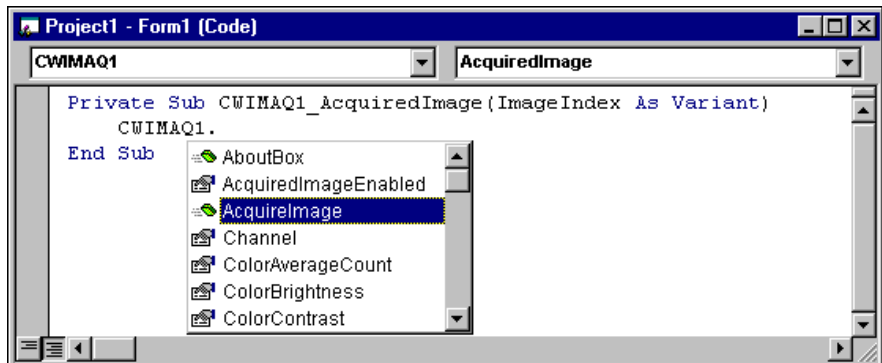 Project1 - Form1 (Code)
CWIMAQ1 AcquiredImage
Private Sub CWIMAQ1_AcquiredImage(ImageIndex As Variant)
CWIMAQ1.
End Sub
AboutBox
AcquiredImageEnabled
AcquireImage
Channel
ColorAverageCount
ColorBrightness
ColorContrast